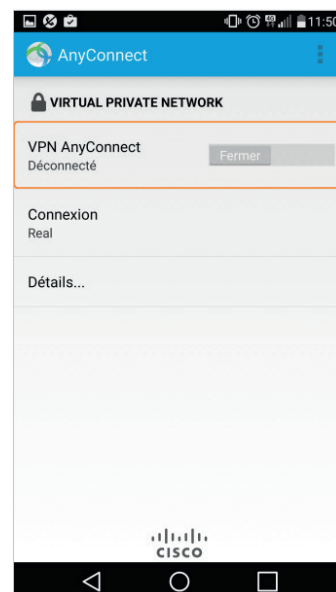 11:50
AnyConnect
VIRTUAL PRIVATE NETWORK
VPN AnyConnect
Déconnecté
Fermer
Connexion
Real
Détails...
CISCO